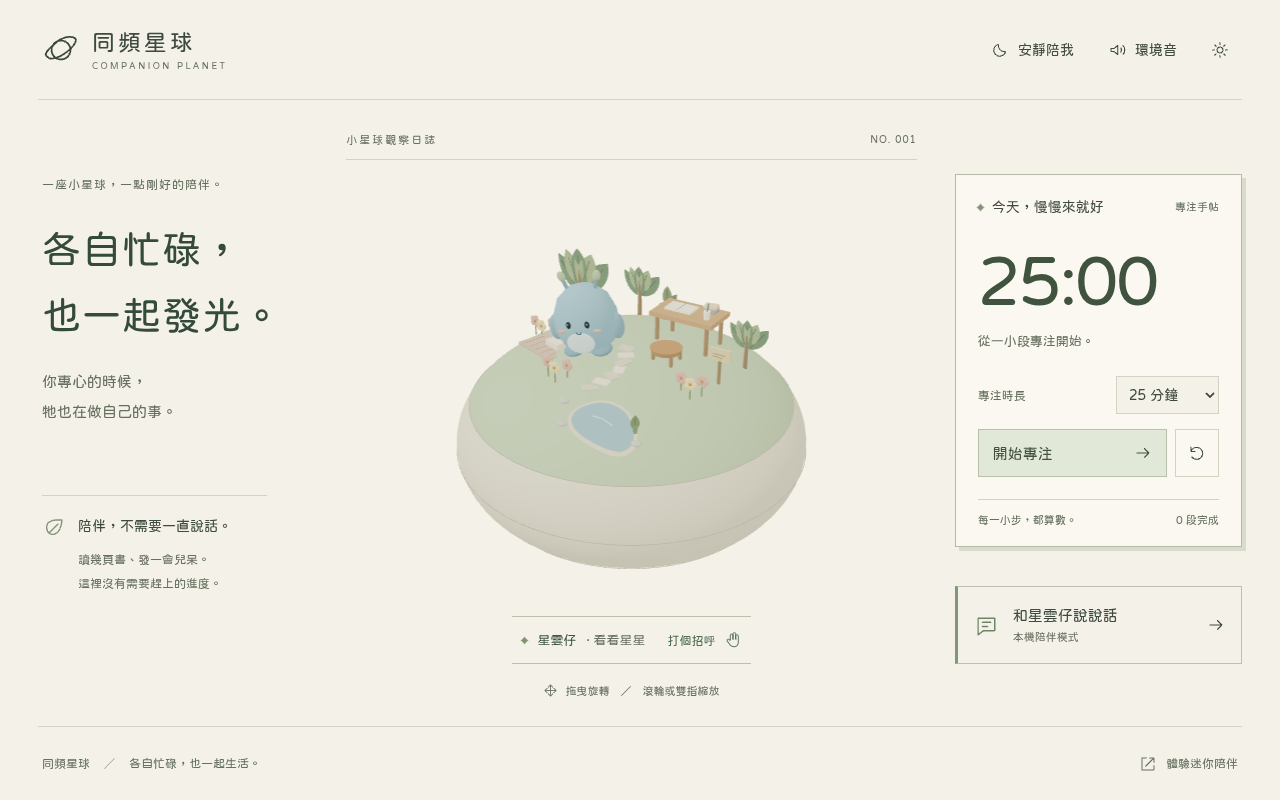 同頻星球
COMPANION PLANET
安靜陪我
環境音
小星球觀察日誌
NO. 001
一座小星球，一點剛好的陪伴。
各自忙碌，
也一起發光。
你專心的時候，
牠也在做自己的事。
陪伴，不需要一直說話。
讀幾頁書、發一會兒呆。
這裡沒有需要趕上的進度。
星雲仔 · 看看星星
打個招呼
拖曳旋轉 ／ 滾輪或雙指縮放
今天，慢慢來就好
專注手帖
25:00
從一小段專注開始。
專注時長
25 分鐘
開始專注
每一小步，都算數。
0 段完成
和星雲仔說說話
本機陪伴模式
同頻星球 ／ 各自忙碌，也一起生活。
體驗迷你陪伴